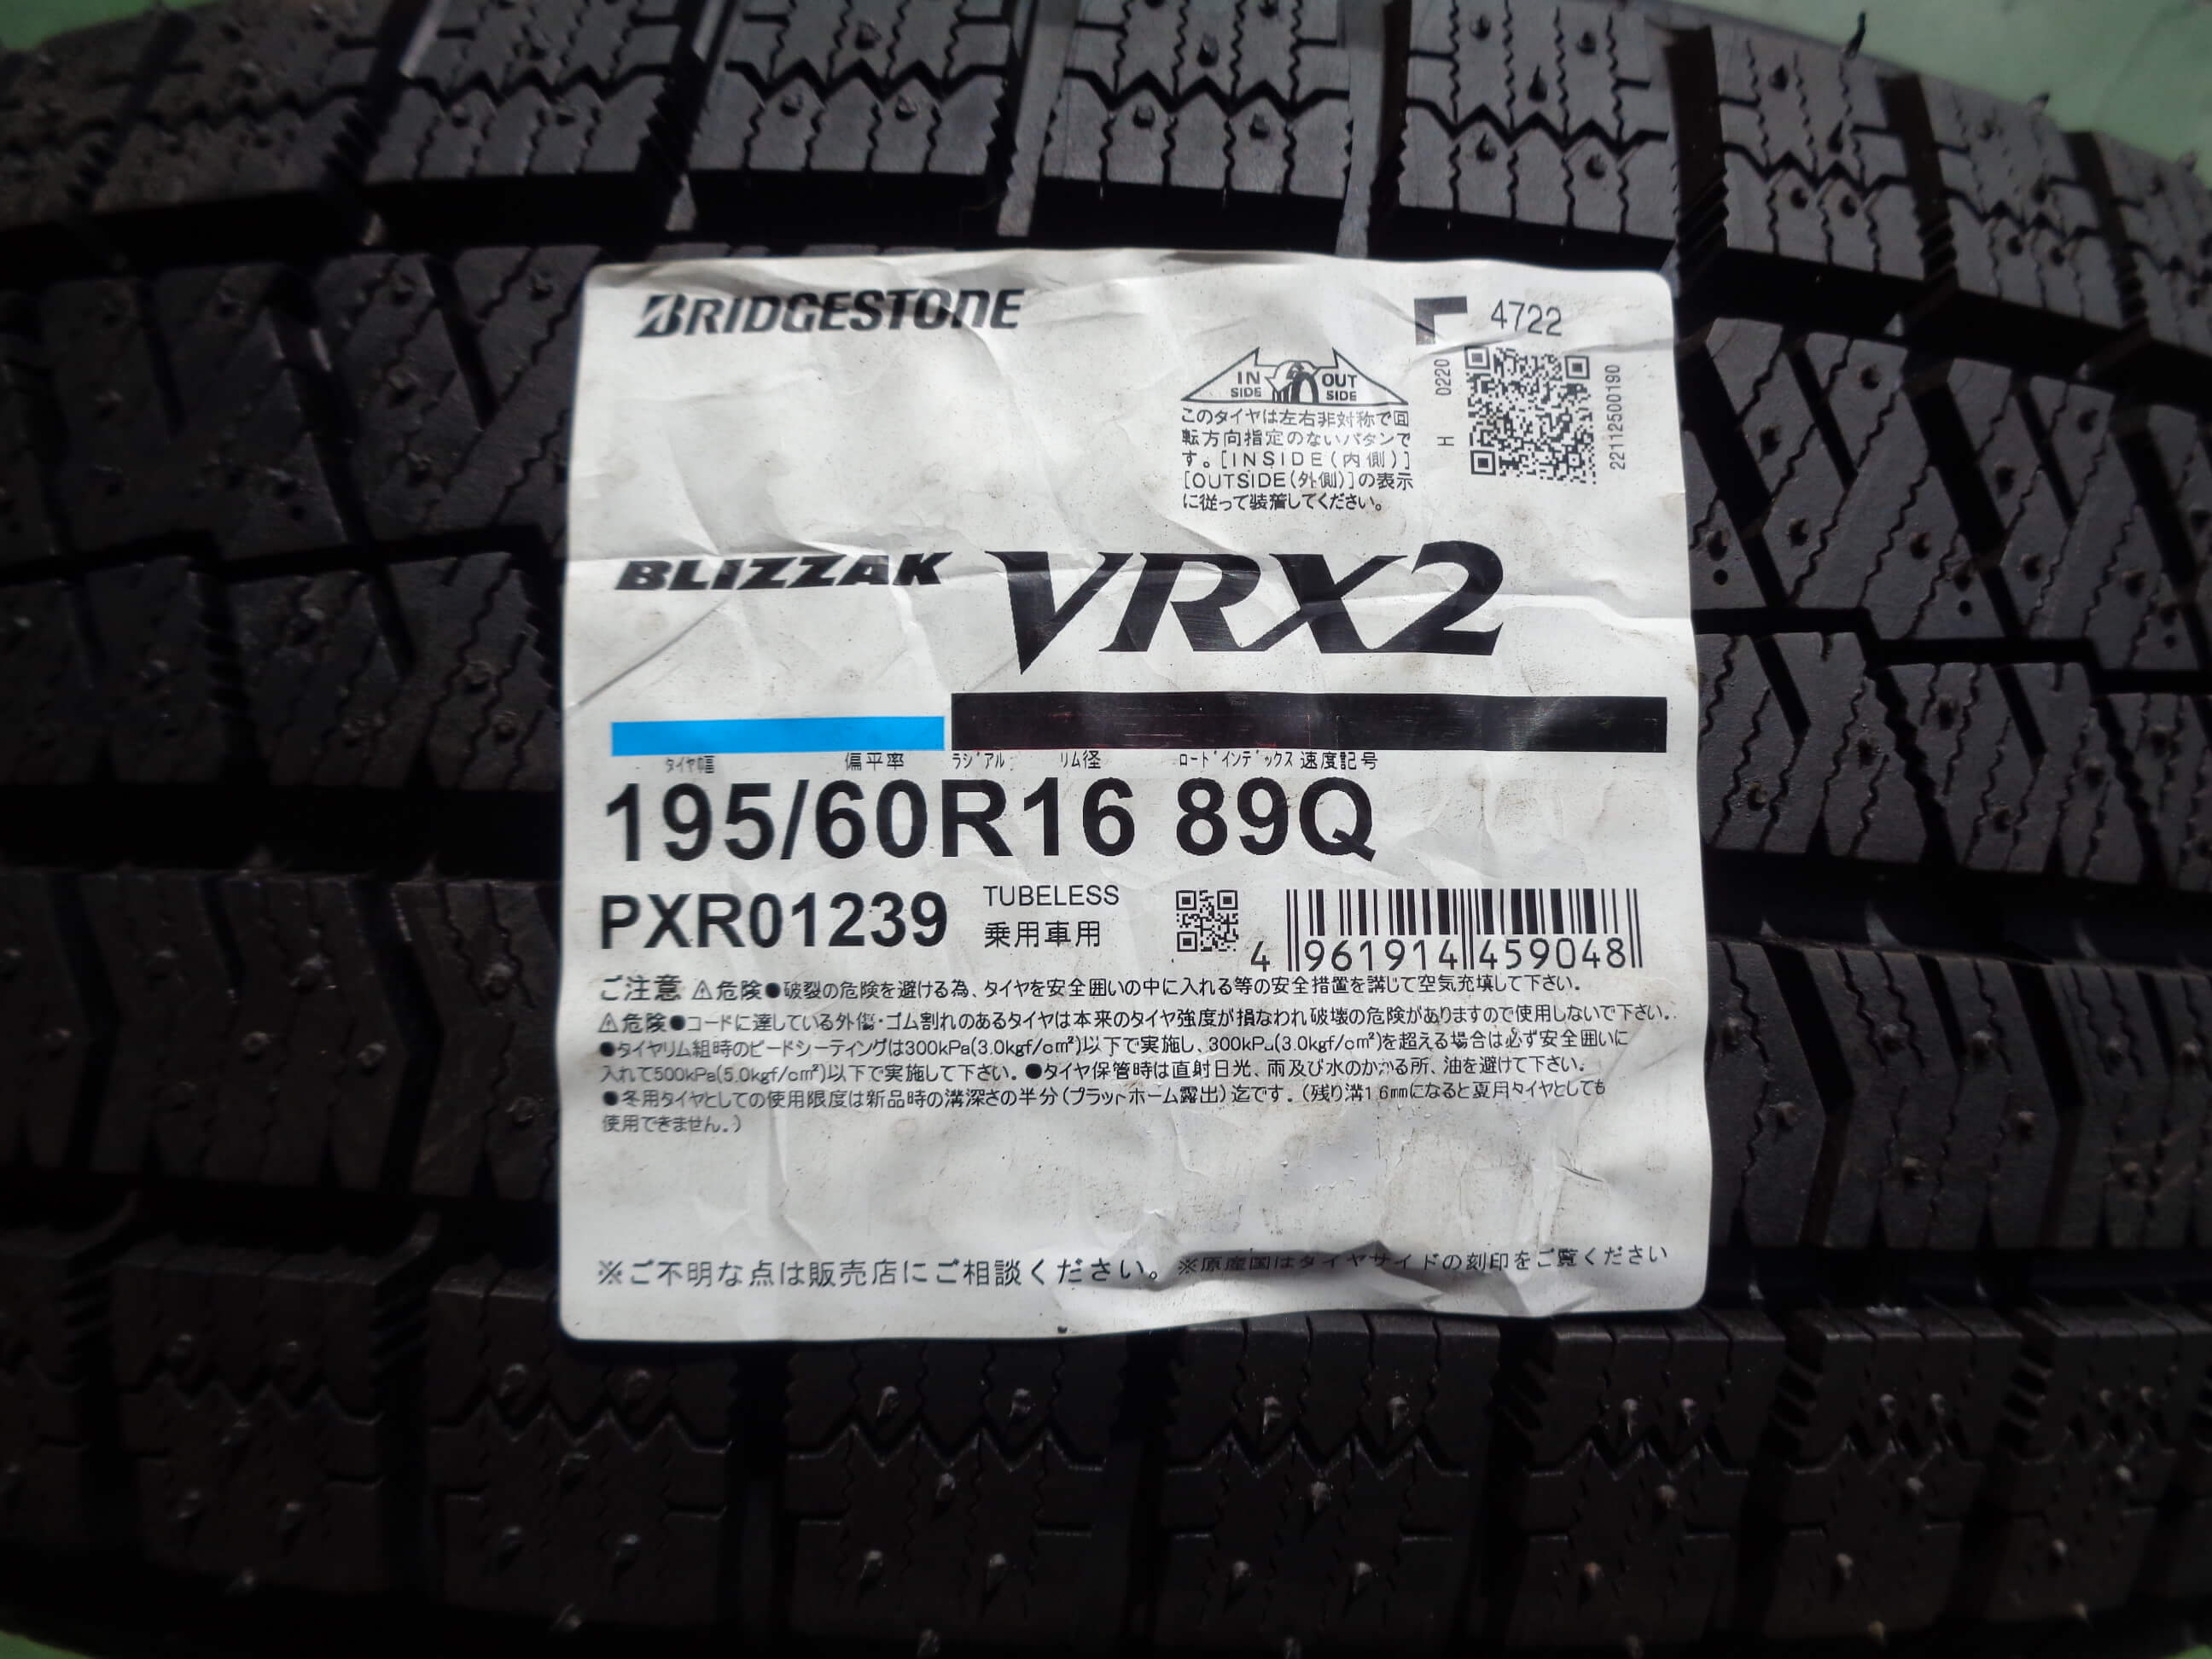 BRIDGESTONE
4722
H 0220
22112500190
IN SIDE OUT SIDE
このタイヤは左右非対称で回
転方向指定のないパタンで
す。[INSIDE(内側)]
[OUTSIDE(外側)]の表示
に従って装着してください。
BLIZZAK VRX2
タイヤ幅 偏平率 ラジアル リム径 ロードインデックス 速度記号
195/60R16 89Q
PXR01239
TUBELESS
乗用車用
4 961914 459048
ご注意 ⚠危険●破裂の危険を避ける為、タイヤを安全囲いの中に入れる等の安全措置を講じて空気充填して下さい。
⚠危険●コードに達している外傷・ゴム割れのあるタイヤは本来のタイヤ強度が損なわれ破壊の危険がありますので使用しないで下さい。
●タイヤリム組時のビードシーティングは300kPa(3.0kgf/cm²)以下で実施し、300kPa(3.0kgf/cm²)を超える場合は必ず安全囲いに
入れて500kPa(5.0kgf/cm²)以下で実施して下さい。●タイヤ保管時は直射日光、雨及び水のかかる所、油を避けて下さい。
●冬用タイヤとしての使用限度は新品時の溝深さの半分(プラットホーム露出)迄です。(残り溝1.6mmになると夏用タイヤとしても
使用できません。)
※ご不明な点は販売店にご相談ください。 ※原産国はタイヤサイドの刻印をご覧ください